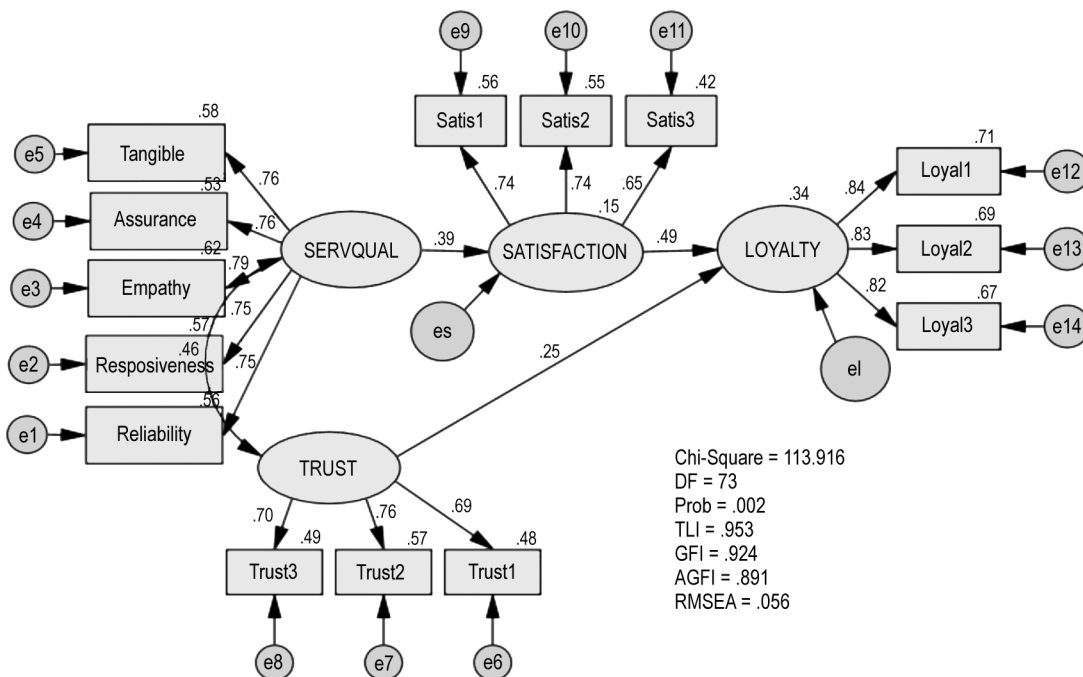 e9
e10
e11
.56
.55
.42
Satis1
Satis2
Satis3
.58
e5
Tangible
.76
.74
.74
.65
.71
Loyal1
e12
.84
.53
e4
Assurance
.76
.15
.34
.69
SERVQUAL
.39
SATISFACTION
.49
LOYALTY
.83
Loyal2
e13
.62
e3
Empathy
.79
.75
.82
.67
es
Loyal3
e14
.57
.46
e2
Resposiveness
.75
.25
el
.56
e1
Reliability
TRUST
Chi-Square = 113.916
DF = 73
Prob = .002
TLI = .953
GFI = .924
AGFI = .891
RMSEA = .056
.70
.76
.69
.49
.57
.48
Trust3
Trust2
Trust1
e8
e7
e6